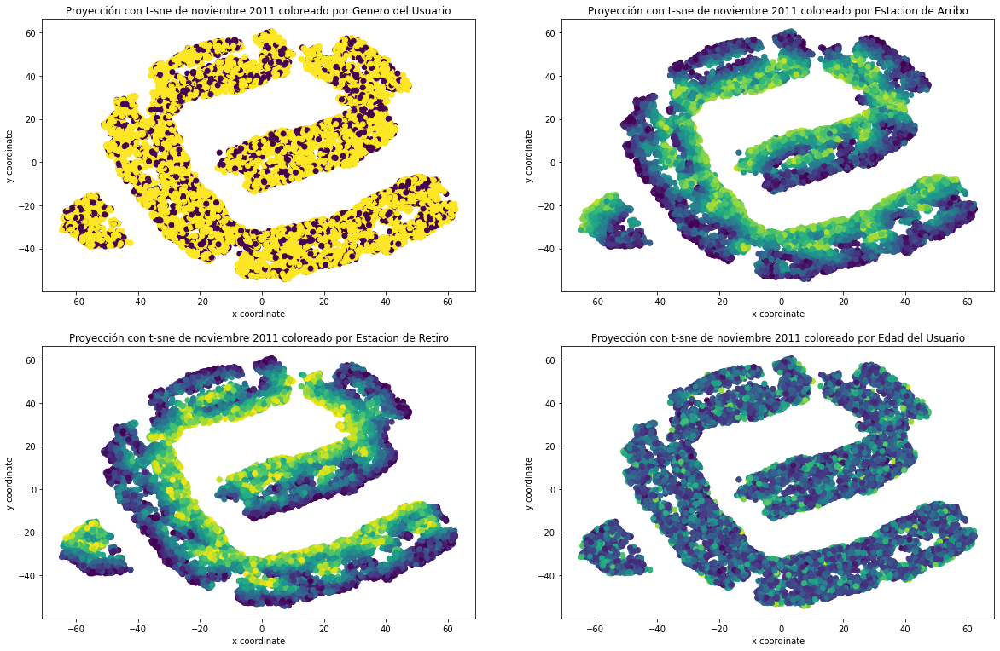 Proyección con t-sne de noviembre 2011 coloreado por Genero del Usuario
60
40
20
0
−20
−40
y coordinate
−60 −40 −20 0 20 40 60
x coordinate
Proyección con t-sne de noviembre 2011 coloreado por Estacion de Arribo
60
40
20
0
−20
−40
y coordinate
−60 −40 −20 0 20 40 60
x coordinate
Proyección con t-sne de noviembre 2011 coloreado por Estacion de Retiro
60
40
20
0
−20
−40
y coordinate
−60 −40 −20 0 20 40 60
x coordinate
Proyección con t-sne de noviembre 2011 coloreado por Edad del Usuario
60
40
20
0
−20
−40
y coordinate
−60 −40 −20 0 20 40 60
x coordinate